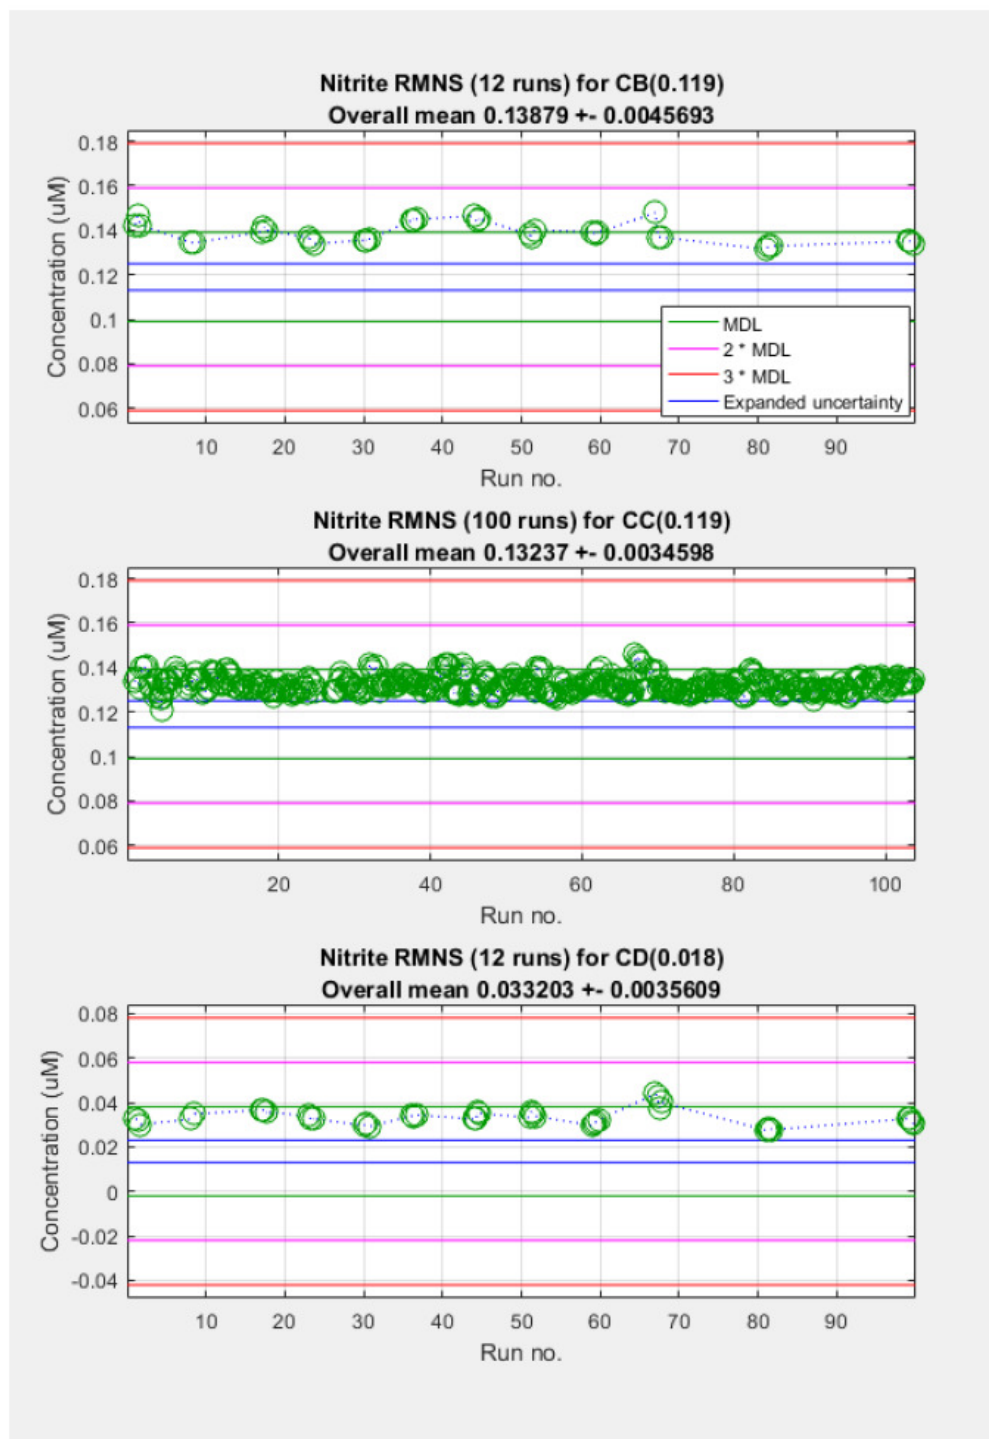 Nitrite RMNS (12 runs) for CB(0.119)
Overall mean 0.13879 +- 0.0045693
Concentration (uM)
0.18
0.16
0.14
0.12
0.1
0.08
0.06
MDL
2 * MDL
3 * MDL
Expanded uncertainty
10 20 30 40 50 60 70 80 90
Run no.
Nitrite RMNS (100 runs) for CC(0.119)
Overall mean 0.13237 +- 0.0034598
Concentration (uM)
0.18
0.16
0.14
0.12
0.1
0.08
0.06
20 40 60 80 100
Run no.
Nitrite RMNS (12 runs) for CD(0.018)
Overall mean 0.033203 +- 0.0035609
Concentration (uM)
0.08
0.06
0.04
0.02
0
-0.02
-0.04
10 20 30 40 50 60 70 80 90
Run no.